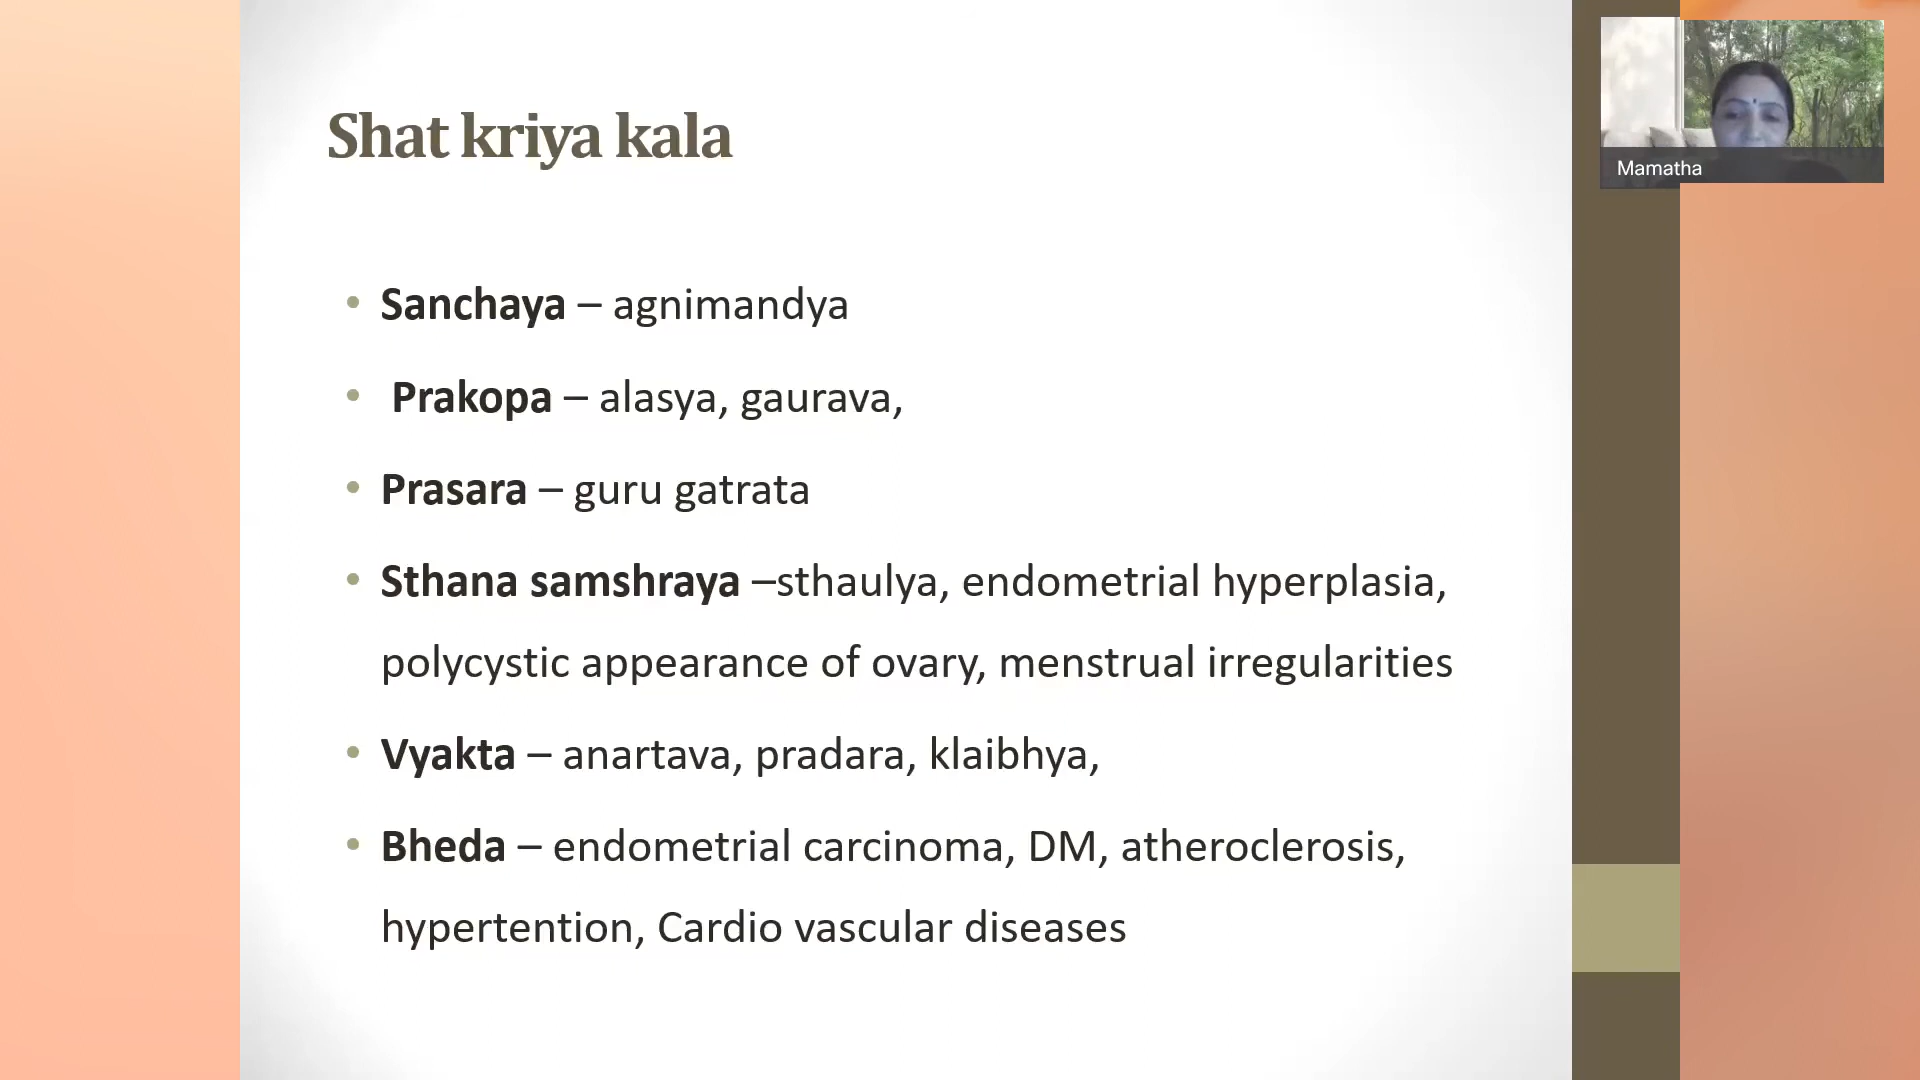 Shat kriya kala
Mamatha
• Sanchaya – agnimandya
• Prakopa – alasya, gaurava,
• Prasara – guru gatrata
• Sthana samshraya –sthaulya, endometrial hyperplasia,
polycystic appearance of ovary, menstrual irregularities
• Vyakta – anartava, pradara, klaibhya,
• Bheda – endometrial carcinoma, DM, atheroclerosis,
hypertention, Cardio vascular diseases